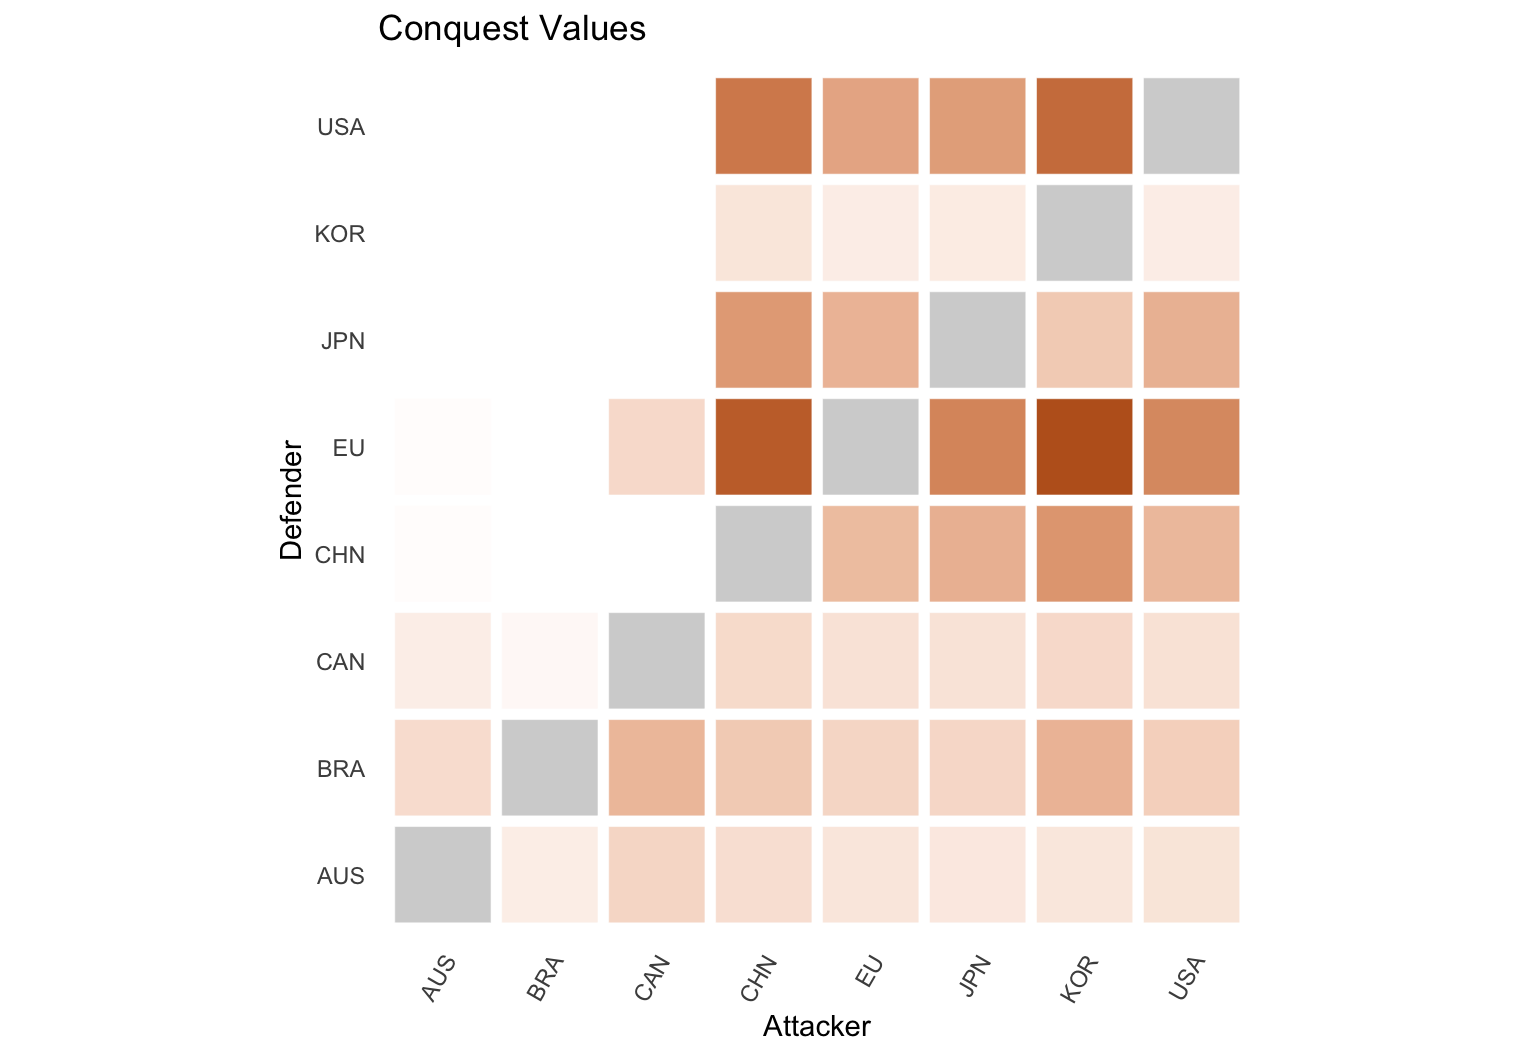 Conquest Values
USA
KOR
JPN
EU
CHN
CAN
BRA
AUS
Defender
AUS
BRA
CAN
CHN
EU
JPN
KOR
USA
Attacker